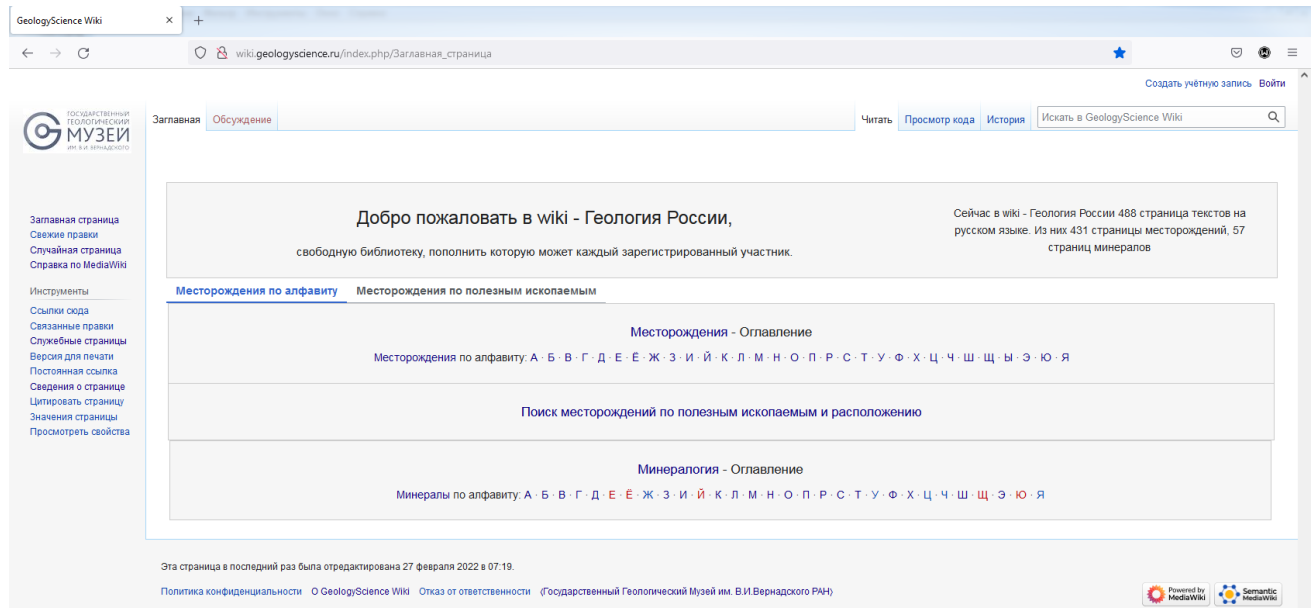 GeologyScience Wiki
wiki.geologyscience.ru/index.php/Заглавная_страница
Создать учётную запись Войти
ГОСУДАРСТВЕННЫЙ
ГЕОЛОГИЧЕСКИЙ
МУЗЕЙ
ИМ. В.И. ВЕРНАДСКОГО
Заглавная Обсуждение
Читать Просмотр кода История Искать в GeologyScience Wiki
Заглавная страница
Свежие правки
Случайная страница
Справка по MediaWiki
Инструменты
Ссылки сюда
Связанные правки
Служебные страницы
Версия для печати
Постоянная ссылка
Сведения о странице
Цитировать страницу
Значения страницы
Просмотреть свойства
Добро пожаловать в wiki - Геология России,
свободную библиотеку, пополнить которую может каждый зарегистрированный участник.
Сейчас в wiki - Геология России 488 страница текстов на
русском языке. Из них 431 страницы месторождений, 57
страниц минералов
Месторождения по алфавиту Месторождения по полезным ископаемым
Месторождения - Оглавление
Месторождения по алфавиту: А · Б · В · Г · Д · Е · Ё · Ж · З · И · Й · К · Л · М · Н · О · П · Р · С · Т · У · Ф · Х · Ц · Ч · Ш · Щ · Ы · Э · Ю · Я
Поиск месторождений по полезным ископаемым и расположению
Минералогия - Оглавление
Минералы по алфавиту: А · Б · В · Г · Д · Е · Ё · Ж · З · И · Й · К · Л · М · Н · О · П · Р · С · Т · У · Ф · Х · Ц · Ч · Ш · Щ · Э · Ю · Я
Эта страница в последний раз была отредактирована 27 февраля 2022 в 07:19.
Политика конфиденциальности О GeologyScience Wiki Отказ от ответственности (Государственный Геологический Музей им. В.И.Вернадского РАН)
Powered by
MediaWiki
Semantic
MediaWiki